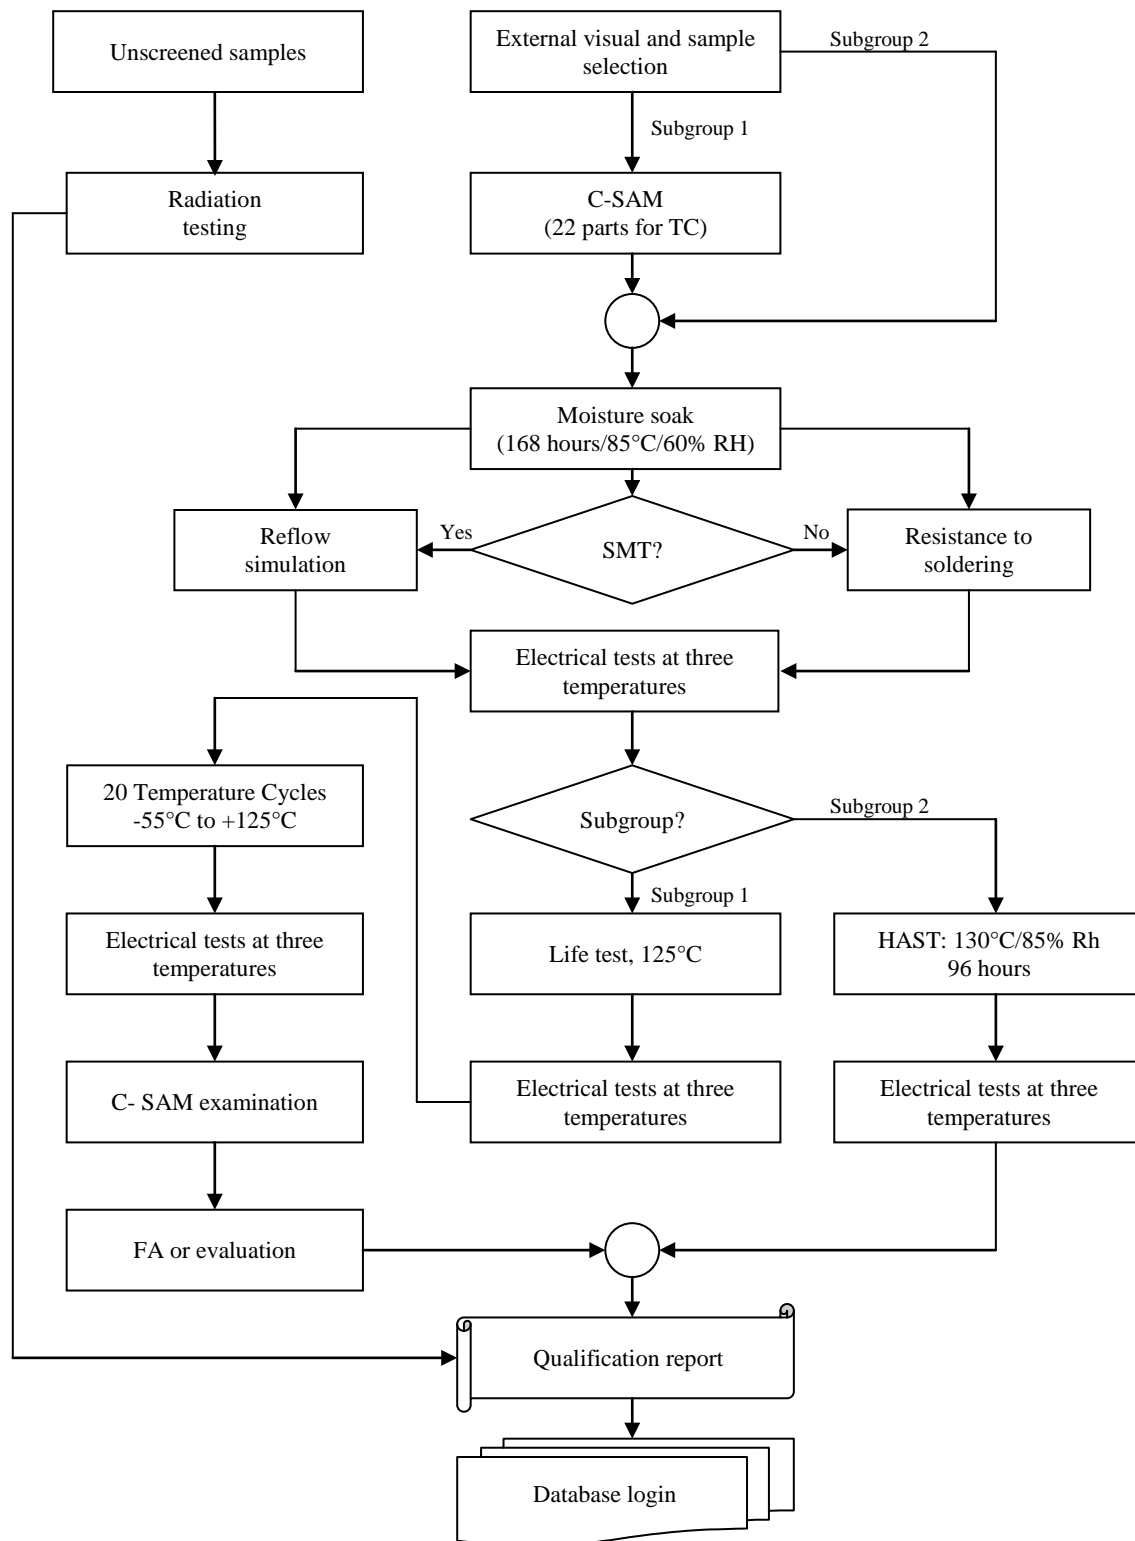 Unscreened samples
External visual and sample
selection
Subgroup 2
Subgroup 1
Radiation
testing
C-SAM
(22 parts for TC)
Moisture soak
(168 hours/85°C/60% RH)
Reflow
simulation
Yes
SMT?
No
Resistance to
soldering
Electrical tests at three
temperatures
20 Temperature Cycles
-55°C to +125°C
Subgroup?
Subgroup 2
Subgroup 1
Electrical tests at three
temperatures
Life test, 125°C
HAST: 130°C/85% Rh
96 hours
C- SAM examination
Electrical tests at three
temperatures
Electrical tests at three
temperatures
FA or evaluation
Qualification report
Database login